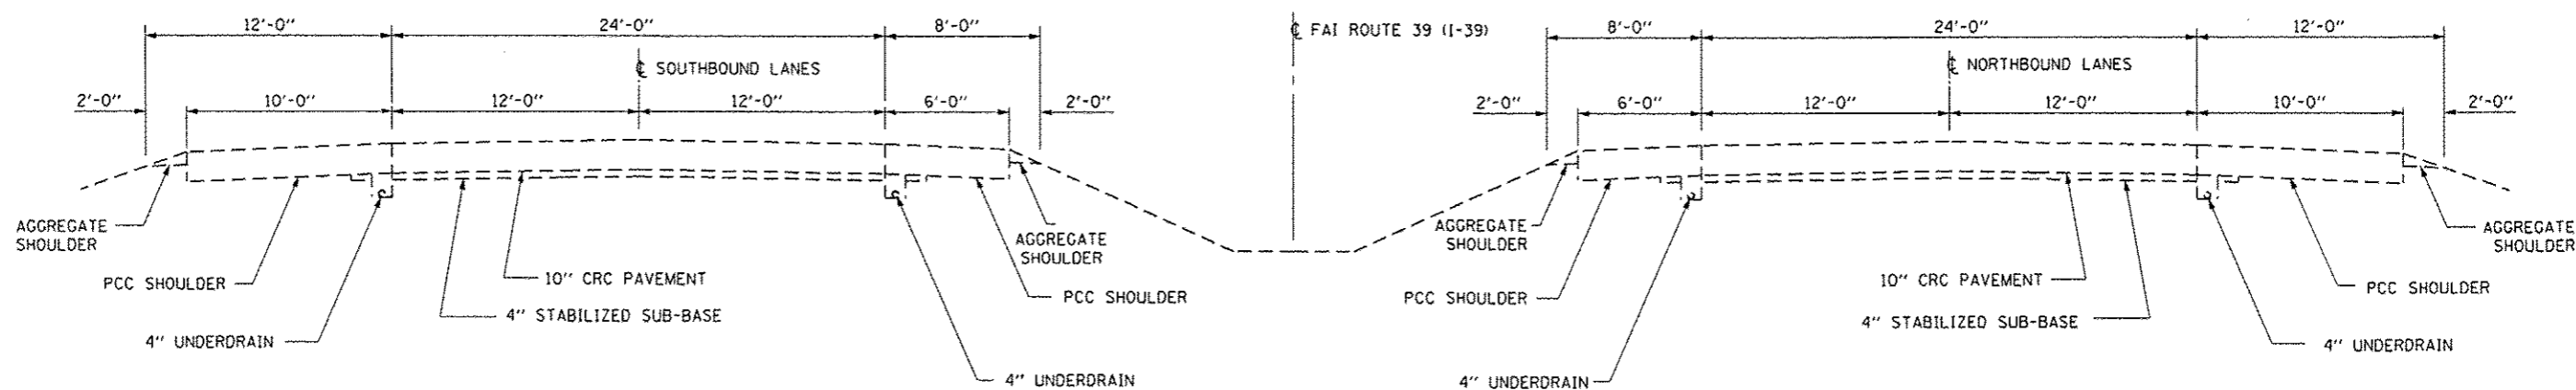 12'-0" 24'-0" 8'-0" ℄ FAI ROUTE 39 (I-39) 8'-0" 24'-0" 12'-0"
℄ SOUTHBOUND LANES ℄ NORTHBOUND LANES
2'-0" 10'-0" 12'-0" 12'-0" 6'-0" 2'-0" 2'-0" 6'-0" 12'-0" 12'-0" 10'-0" 2'-0"
AGGREGATE
SHOULDER
AGGREGATE
SHOULDER
AGGREGATE
SHOULDER
AGGREGATE
SHOULDER
PCC SHOULDER 10" CRC PAVEMENT PCC SHOULDER PCC SHOULDER 10" CRC PAVEMENT PCC SHOULDER
4" STABILIZED SUB-BASE 4" STABILIZED SUB-BASE
4" UNDERDRAIN 4" UNDERDRAIN
4" UNDERDRAIN 4" UNDERDRAIN